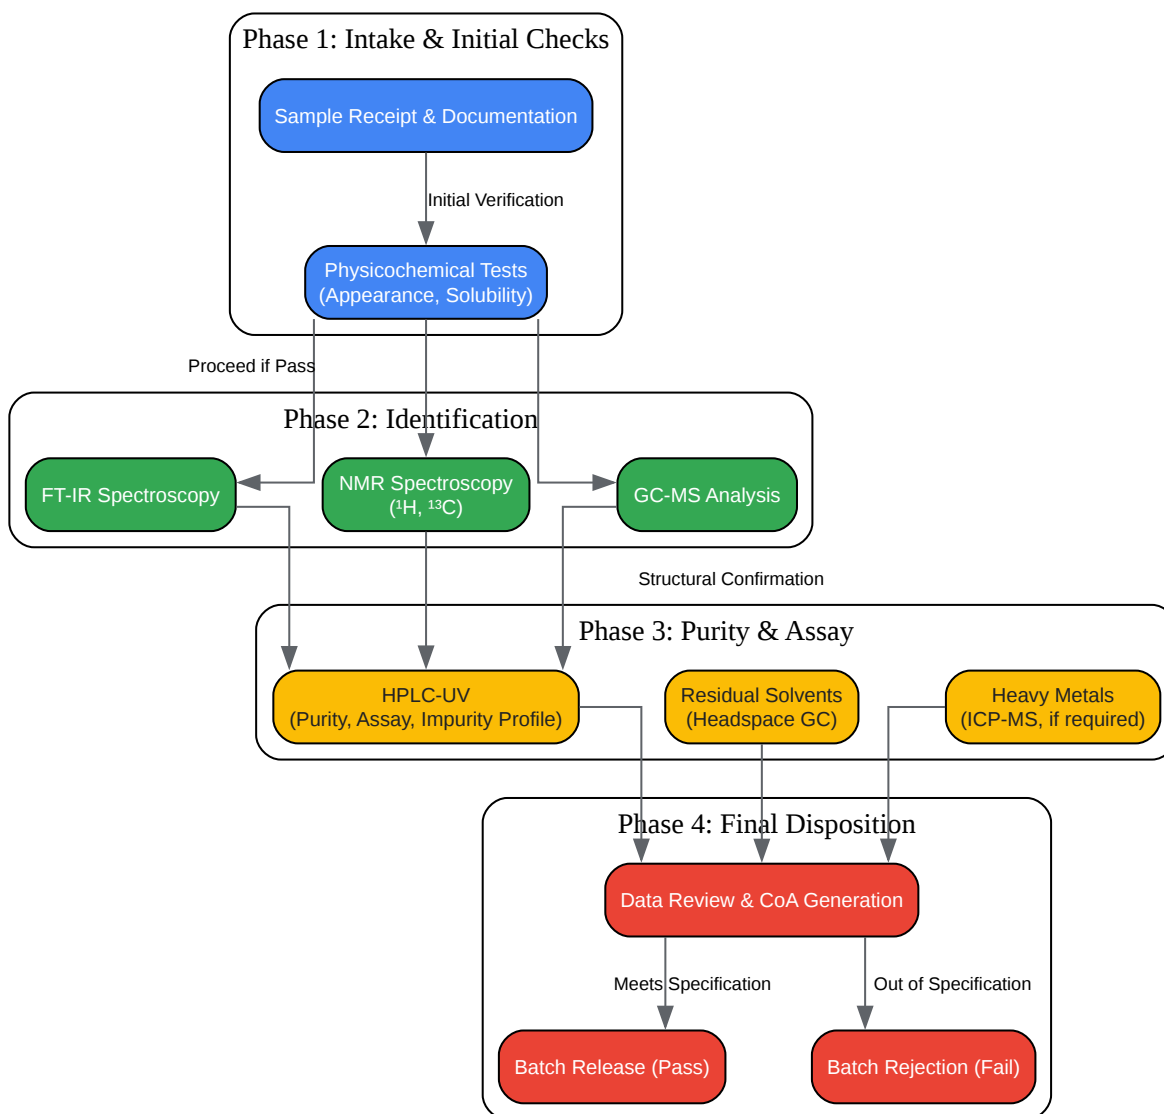 Phase 1: Intake & Initial Checks
Sample Receipt & Documentation
Initial Verification
Physicochemical Tests
(Appearance, Solubility)
Proceed if Pass
Phase 2: Identification
FT-IR Spectroscopy
NMR Spectroscopy
(¹H, ¹³C)
GC-MS Analysis
Structural Confirmation
Phase 3: Purity & Assay
HPLC-UV
(Purity, Assay, Impurity Profile)
Residual Solvents
(Headspace GC)
Heavy Metals
(ICP-MS, if required)
Phase 4: Final Disposition
Data Review & CoA Generation
Meets Specification
Out of Specification
Batch Release (Pass)
Batch Rejection (Fail)